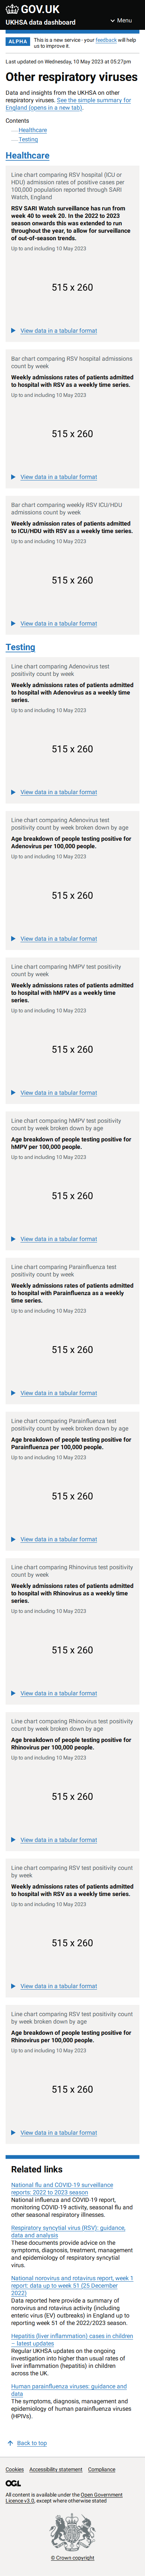 GOV.UK
UKHSA data dashboard
Menu
ALPHA
This is a new service - your feedback will help
us to improve it.
Last updated on Wednesday, 10 May 2023 at 05:27pm
Other respiratory viruses
Data and insights from the UKHSA on other
respiratory viruses. See the simple summary for
England (opens in a new tab).
Contents
Healthcare
Testing
Healthcare
Line chart comparing RSV hospital (ICU or
HDU) admission rates of positive cases per
100,000 population reported through SARI
Watch, England
RSV SARI Watch surveillance has run from
week 40 to week 20. In the 2022 to 2023
season onwards this was extended to run
throughout the year, to allow for surveillance
of out-of-season trends.
Up to and including 10 May 2023
515 x 260
View data in a tabular format
Bar chart comparing RSV hospital admissions
count by week
Weekly admissions rates of patients admitted
to hospital with RSV as a weekly time series.
Up to and including 10 May 2023
515 x 260
View data in a tabular format
Bar chart comparing weekly RSV ICU/HDU
admissions count by week
Weekly admission rates of patients admitted
to ICU/HDU with RSV as a weekly time series.
Up to and including 10 May 2023
515 x 260
View data in a tabular format
Testing
Line chart comparing Adenovirus test
positivity count by week
Weekly admissions rates of patients admitted
to hospital with Adenovirus as a weekly time
series.
Up to and including 10 May 2023
515 x 260
View data in a tabular format
Line chart comparing Adenovirus test
positivity count by week broken down by age
Age breakdown of people testing positive for
Adenovirus per 100,000 people.
Up to and including 10 May 2023
515 x 260
View data in a tabular format
Line chart comparing hMPV test positivity
count by week
Weekly admissions rates of patients admitted
to hospital with hMPV as a weekly time
series.
Up to and including 10 May 2023
515 x 260
View data in a tabular format
Line chart comparing hMPV test positivity
count by week broken down by age
Age breakdown of people testing positive for
hMPV per 100,000 people.
Up to and including 10 May 2023
515 x 260
View data in a tabular format
Line chart comparing Parainfluenza test
positivity count by week
Weekly admissions rates of patients admitted
to hospital with Parainfluenza as a weekly
time series.
Up to and including 10 May 2023
515 x 260
View data in a tabular format
Line chart comparing Parainfluenza test
positivity count by week broken down by age
Age breakdown of people testing positive for
Parainfluenza per 100,000 people.
Up to and including 10 May 2023
515 x 260
View data in a tabular format
Line chart comparing Rhinovirus test positivity
count by week
Weekly admissions rates of patients admitted
to hospital with Rhinovirus as a weekly time
series.
Up to and including 10 May 2023
515 x 260
View data in a tabular format
Line chart comparing Rhinovirus test positivity
count by week broken down by age
Age breakdown of people testing positive for
Rhinovirus per 100,000 people.
Up to and including 10 May 2023
515 x 260
View data in a tabular format
Line chart comparing RSV test positivity count
by week
Weekly admissions rates of patients admitted
to hospital with RSV as a weekly time series.
Up to and including 10 May 2023
515 x 260
View data in a tabular format
Line chart comparing RSV test positivity count
by week broken down by age
Age breakdown of people testing positive for
Rhinovirus per 100,000 people.
Up to and including 10 May 2023
515 x 260
View data in a tabular format
Related links
National flu and COVID-19 surveillance
reports: 2022 to 2023 season
National influenza and COVID-19 report,
monitoring COVID-19 activity, seasonal flu and
other seasonal respiratory illnesses.
Respiratory syncytial virus (RSV): guidance,
data and analysis
These documents provide advice on the
symptoms, diagnosis, treatment, management
and epidemiology of respiratory syncytial
virus.
National norovirus and rotavirus report, week 1
report: data up to week 51 (25 December
2022)
Data reported here provide a summary of
norovirus and rotavirus activity (including
enteric virus (EV) outbreaks) in England up to
reporting week 51 of the 2022/2023 season.
Hepatitis (liver inflammation) cases in children
– latest updates
Regular UKHSA updates on the ongoing
investigation into higher than usual rates of
liver inflammation (hepatitis) in children
across the UK.
Human parainfluenza viruses: guidance and
data
The symptoms, diagnosis, management and
epidemiology of human parainfluenza viruses
(HPIVs).
Back to top
Cookies Accessibility statement Compliance
OGL
All content is available under the Open Government
Licence v3.0, except where otherwise stated
© Crown copyright